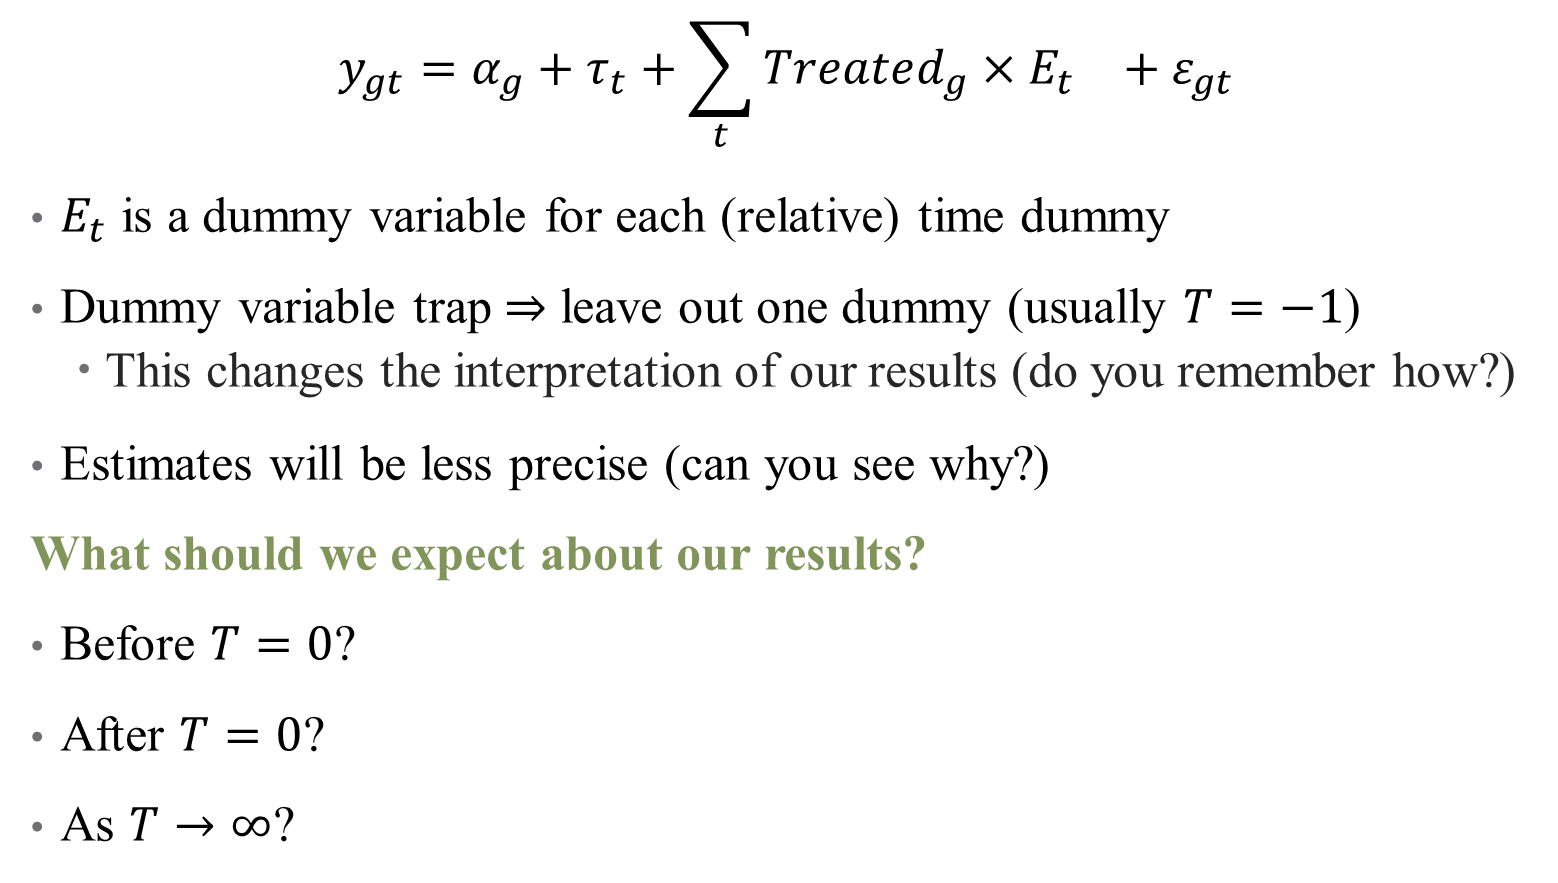 y_gt = α_g + τ_t + ∑_t Treated_g × E_t + ε_gt
• E_t is a dummy variable for each (relative) time dummy
• Dummy variable trap ⇒ leave out one dummy (usually T = −1)
• This changes the interpretation of our results (do you remember how?)
• Estimates will be less precise (can you see why?)
What should we expect about our results?
• Before T = 0?
• After T = 0?
• As T → ∞?